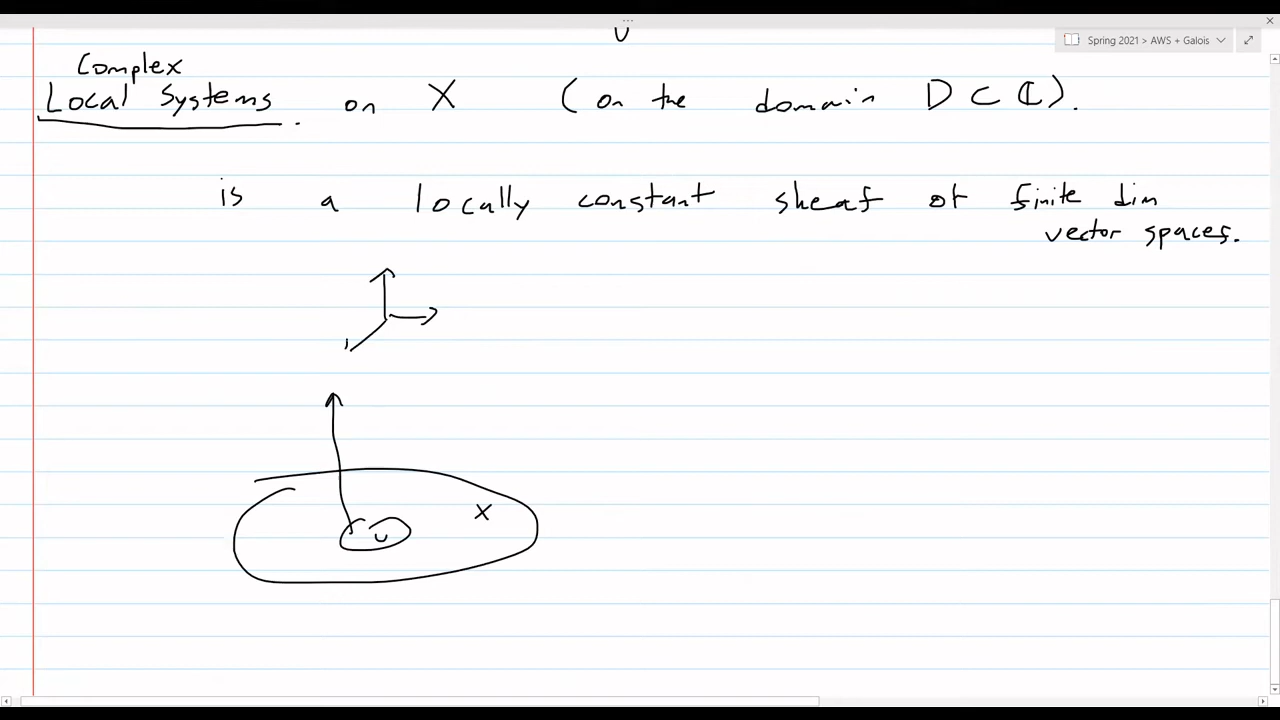 Spring 2021 > AWS + Galois
Complex
Local Systems. on X (on the domain D ⊂ ℂ).
is a locally constant sheaf of finite dim
vector spaces.
X
U